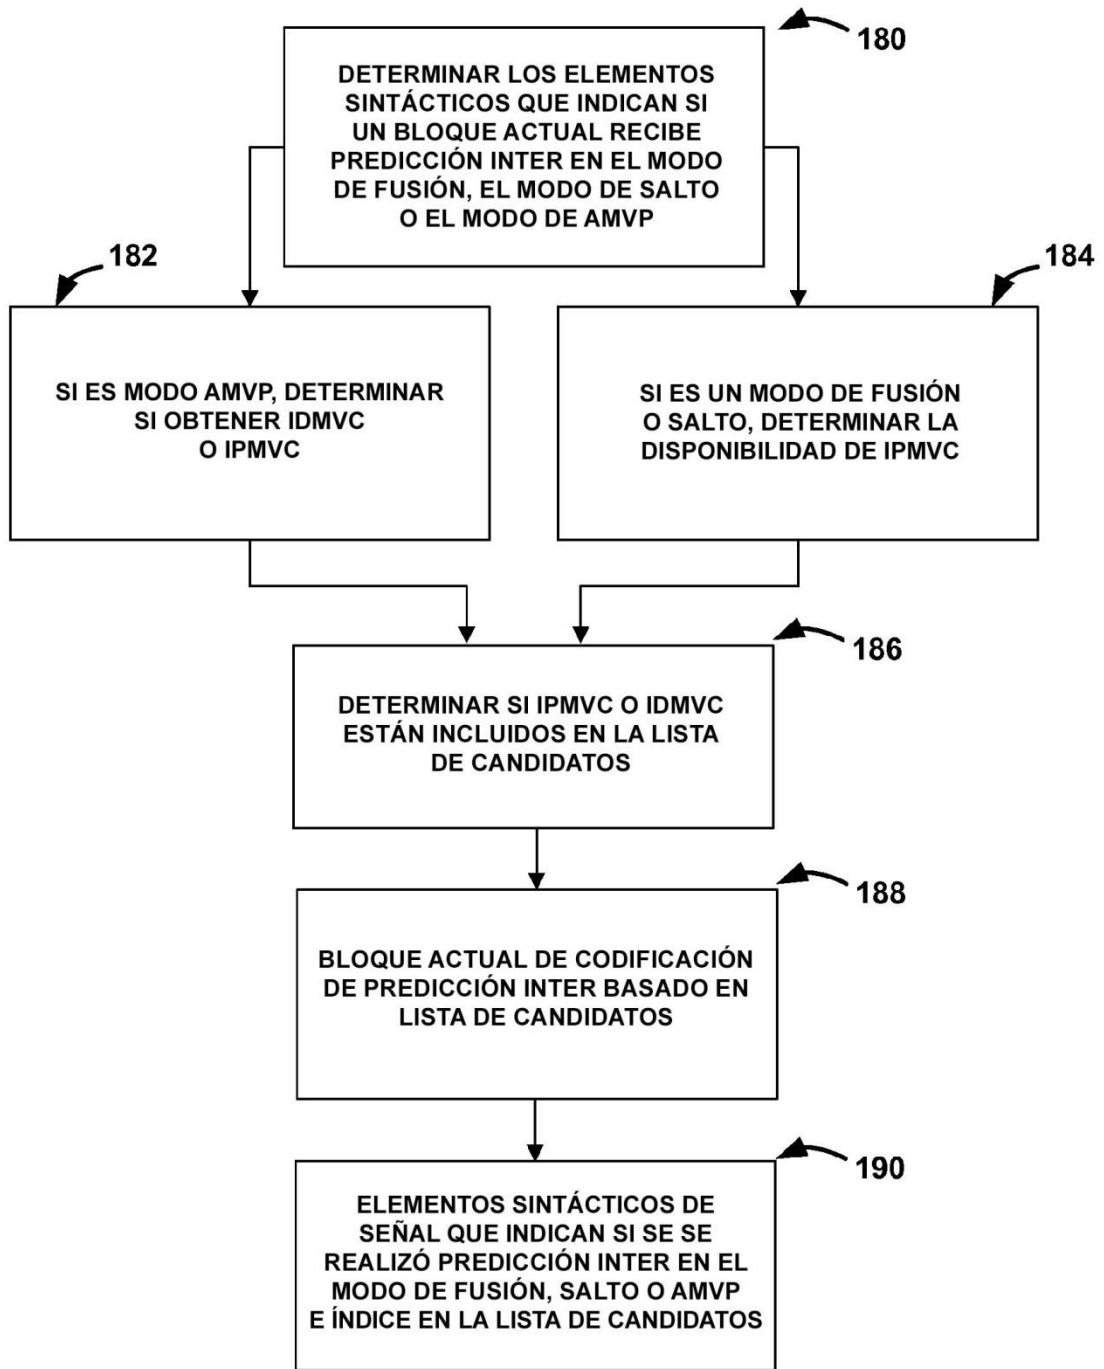 180
DETERMINAR LOS ELEMENTOS
SINTÁCTICOS QUE INDICAN SI
UN BLOQUE ACTUAL RECIBE
PREDICCIÓN INTER EN EL MODO
DE FUSIÓN, EL MODO DE SALTO
O EL MODO DE AMVP
182
SI ES MODO AMVP, DETERMINAR
SI OBTENER IDMVC
O IPMVC
184
SI ES UN MODO DE FUSIÓN
O SALTO, DETERMINAR LA
DISPONIBILIDAD DE IPMVC
186
DETERMINAR SI IPMVC O IDMVC
ESTÁN INCLUIDOS EN LA LISTA
DE CANDIDATOS
188
BLOQUE ACTUAL DE CODIFICACIÓN
DE PREDICCIÓN INTER BASADO EN
LISTA DE CANDIDATOS
190
ELEMENTOS SINTÁCTICOS DE
SEÑAL QUE INDICAN SI SE SE
REALIZÓ PREDICCIÓN INTER EN EL
MODO DE FUSIÓN, SALTO O AMVP
E ÍNDICE EN LA LISTA DE CANDIDATOS